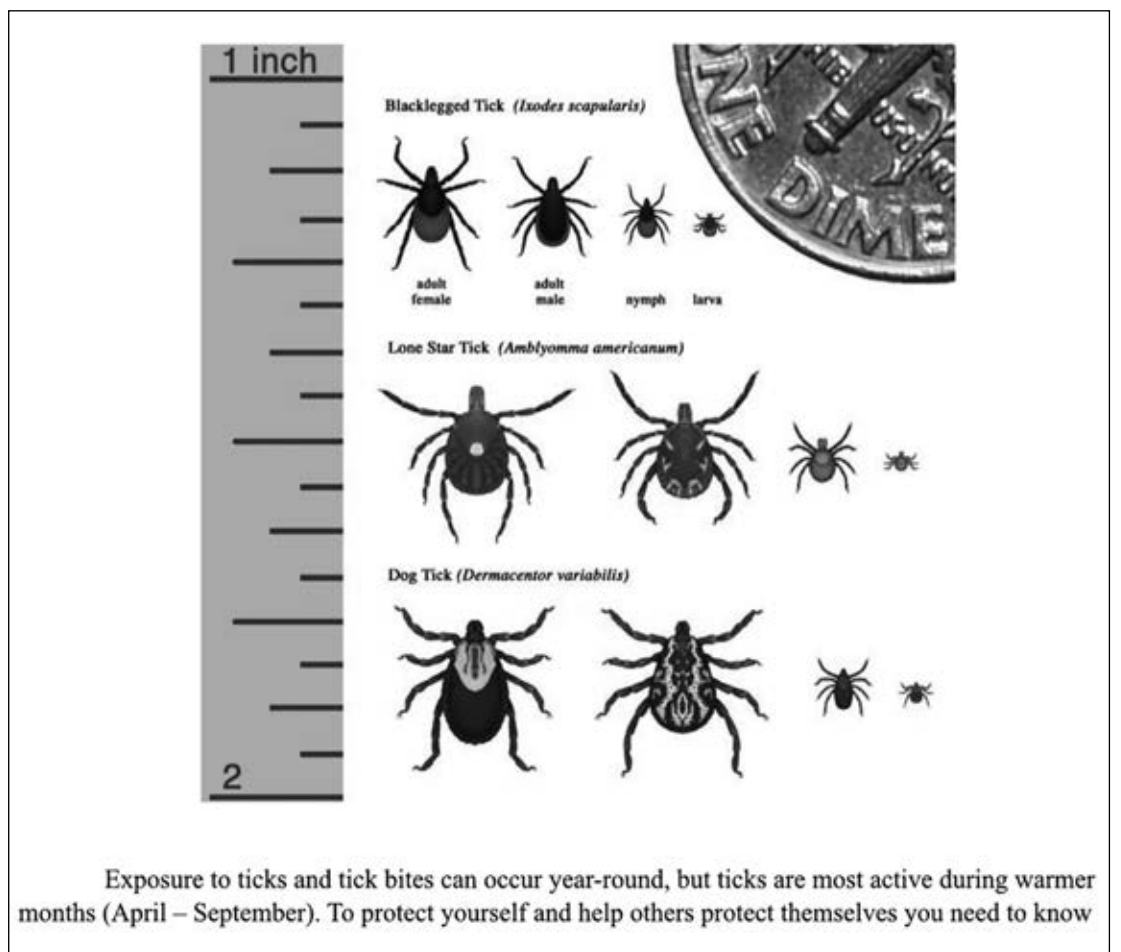 1 inch
Blacklegged Tick (Ixodes scapularis)
ONE DIME
adult female
adult male
nymph
larva
Lone Star Tick (Amblyomma americanum)
Dog Tick (Dermacentor variabilis)
2
Exposure to ticks and tick bites can occur year-round, but ticks are most active during warmer
months (April – September). To protect yourself and help others protect themselves you need to know